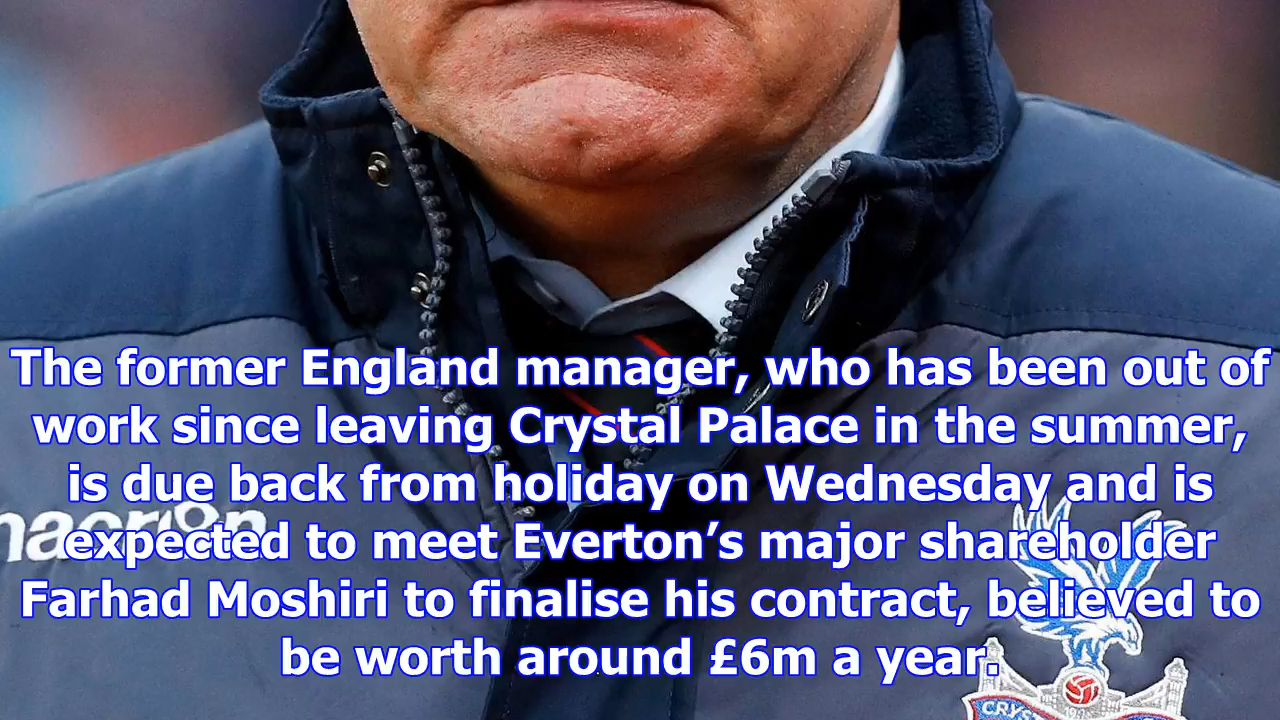 The former England manager, who has been out of
work since leaving Crystal Palace in the summer,
is due back from holiday on Wednesday and is
expected to meet Everton’s major shareholder
Farhad Moshiri to finalise his contract, believed to
be worth around £6m a year.
macron
CRYS